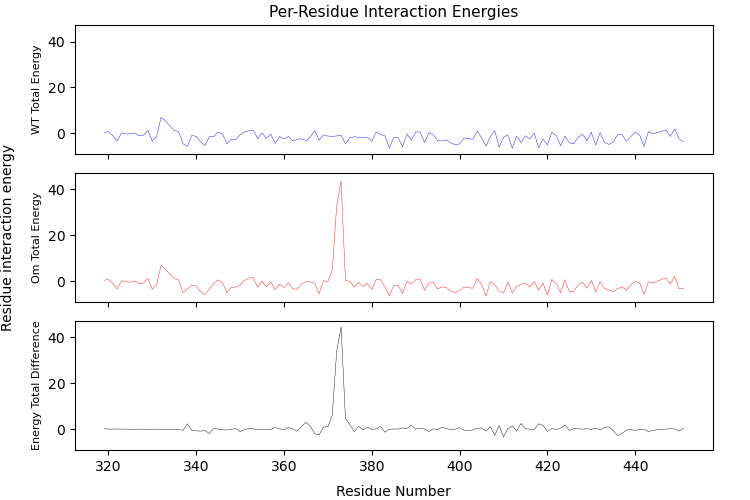 Per-Residue Interaction Energies
Residue interaction energy
WT Total Energy
40
20
0
Om Total Energy
40
20
0
Energy Total Difference
40
20
0
320 340 360 380 400 420 440
Residue Number